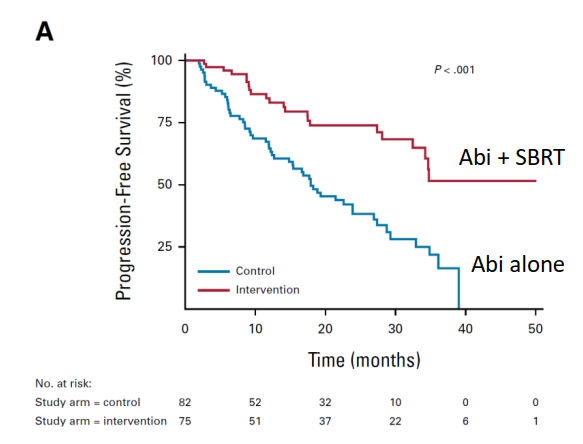 A
100
75
50
25
Progression-Free Survival (%)
P < .001
Abi + SBRT
Abi alone
Control
Intervention
0 10 20 30 40 50
Time (months)
No. at risk:
Study arm = control 82 52 32 10 0 0
Study arm = intervention 75 51 37 22 6 1